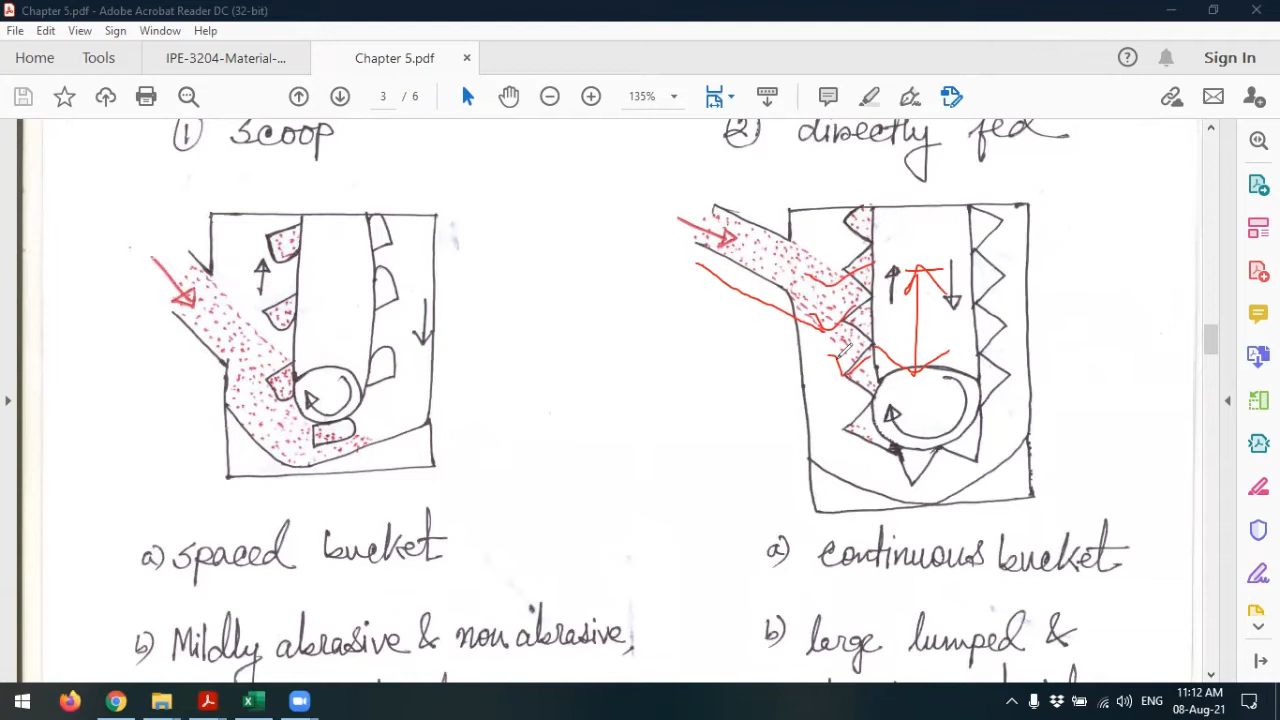 Chapter 5.pdf - Adobe Acrobat Reader DC (32-bit)
File Edit View Sign Window Help
Home Tools IPE-3204-Material-... Chapter 5.pdf × Sign In
3 / 6 135%
① scoop
② directly fed
a) spaced bucket
a) continuous bucket
b) Mildly abrasive & non abrasive,
b) large lumped &
ENG 11:12 AM
08-Aug-21